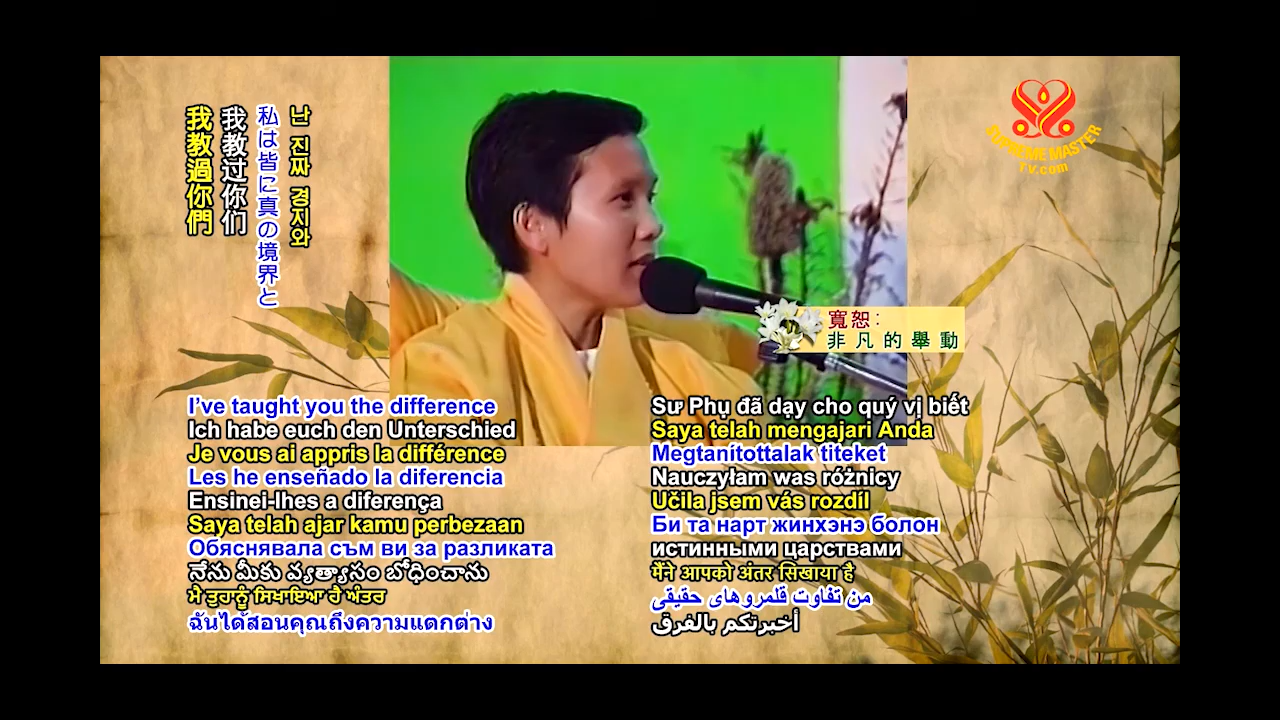 我教過你們
我教过你们
私は皆に真の境界と
난 진짜 경지와
SUPREME MASTER
TV.com
寬恕:
非凡的舉動
I've taught you the difference
Ich habe euch den Unterschied
Je vous ai appris la différence
Les he enseñado la diferencia
Ensinei-lhes a diferença
Saya telah ajar kamu perbezaan
Обяснявала съм ви за разликата
నేను మీకు వ్యత్యాసం బోధించాను
ਮੈ ਤੁਹਾਨੂੰ ਸਿਖਾਇਆ ਹੈ ਅੰਤਰ
ฉันได้สอนคุณถึงความแตกต่าง
Sư Phụ đã dạy cho quý vị biết
Saya telah mengajari Anda
Megtanítottalak titeket
Nauczyłam was różnicy
Učila jsem vás rozdíl
Би та нарт жинхэнэ болон
истинными царствами
मैंने आपको अंतर सिखाया है
من تفاوت قلمروهای حقیقی
أخبرتكم بالفرق